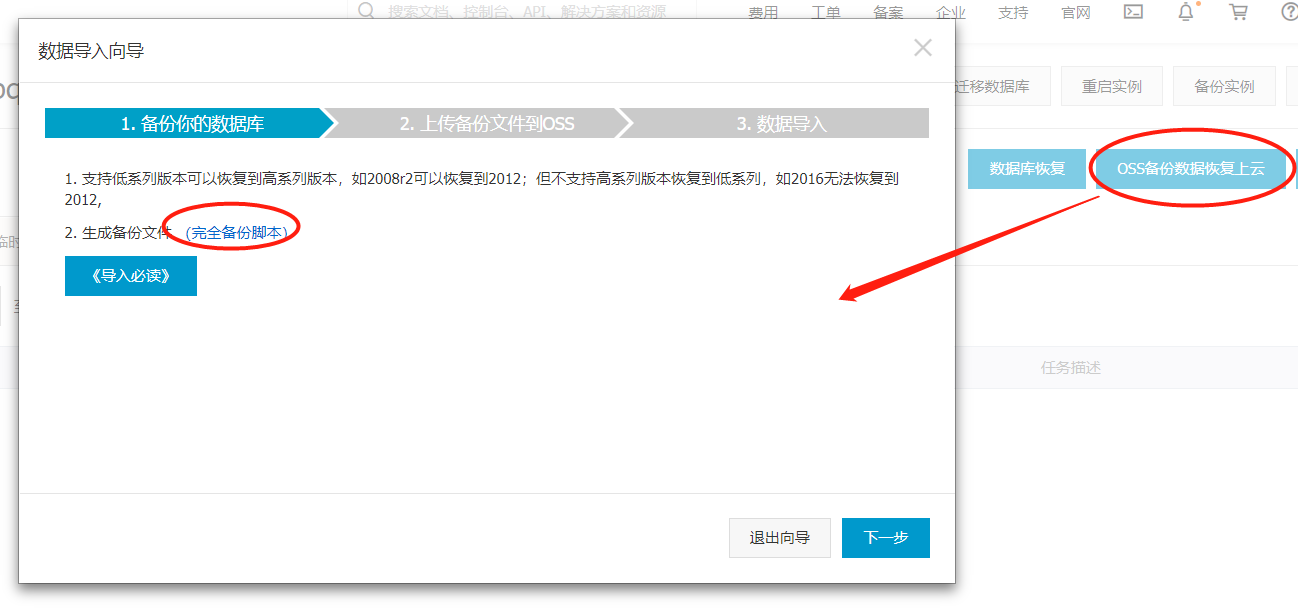 搜索文档、控制台、API、解决方案和资源
费用 工单 备案 企业 支持 官网
数据导入向导
迁移数据库 重启实例 备份实例
1. 备份你的数据库 2. 上传备份文件到OSS 3. 数据导入
数据库恢复 OSS备份数据恢复上云
1. 支持低系列版本可以恢复到高系列版本，如2008r2可以恢复到2012；但不支持高系列版本恢复到低系列，如2016无法恢复到
2012,
2. 生成备份文件 （完全备份脚本）
临时
《导入必读》
任务描述
退出向导 下一步